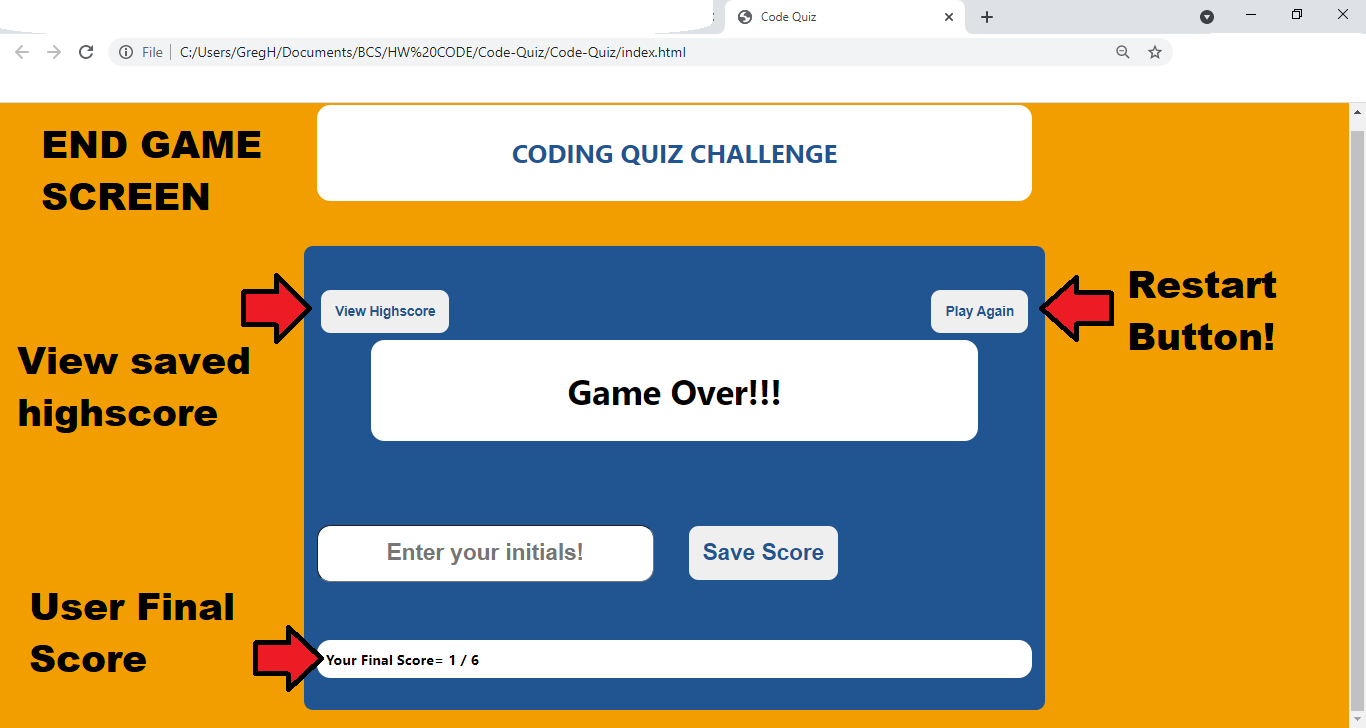 Code Quiz
File
C:/Users/GregH/Documents/BCS/HW%20CODE/Code-Quiz/Code-Quiz/index.html
END GAME
SCREEN
CODING QUIZ CHALLENGE
View Highscore
Play Again
Restart
Button!
View saved
highscore
Game Over!!!
Enter your initials!
Save Score
User Final
Score
Your Final Score= 1 / 6